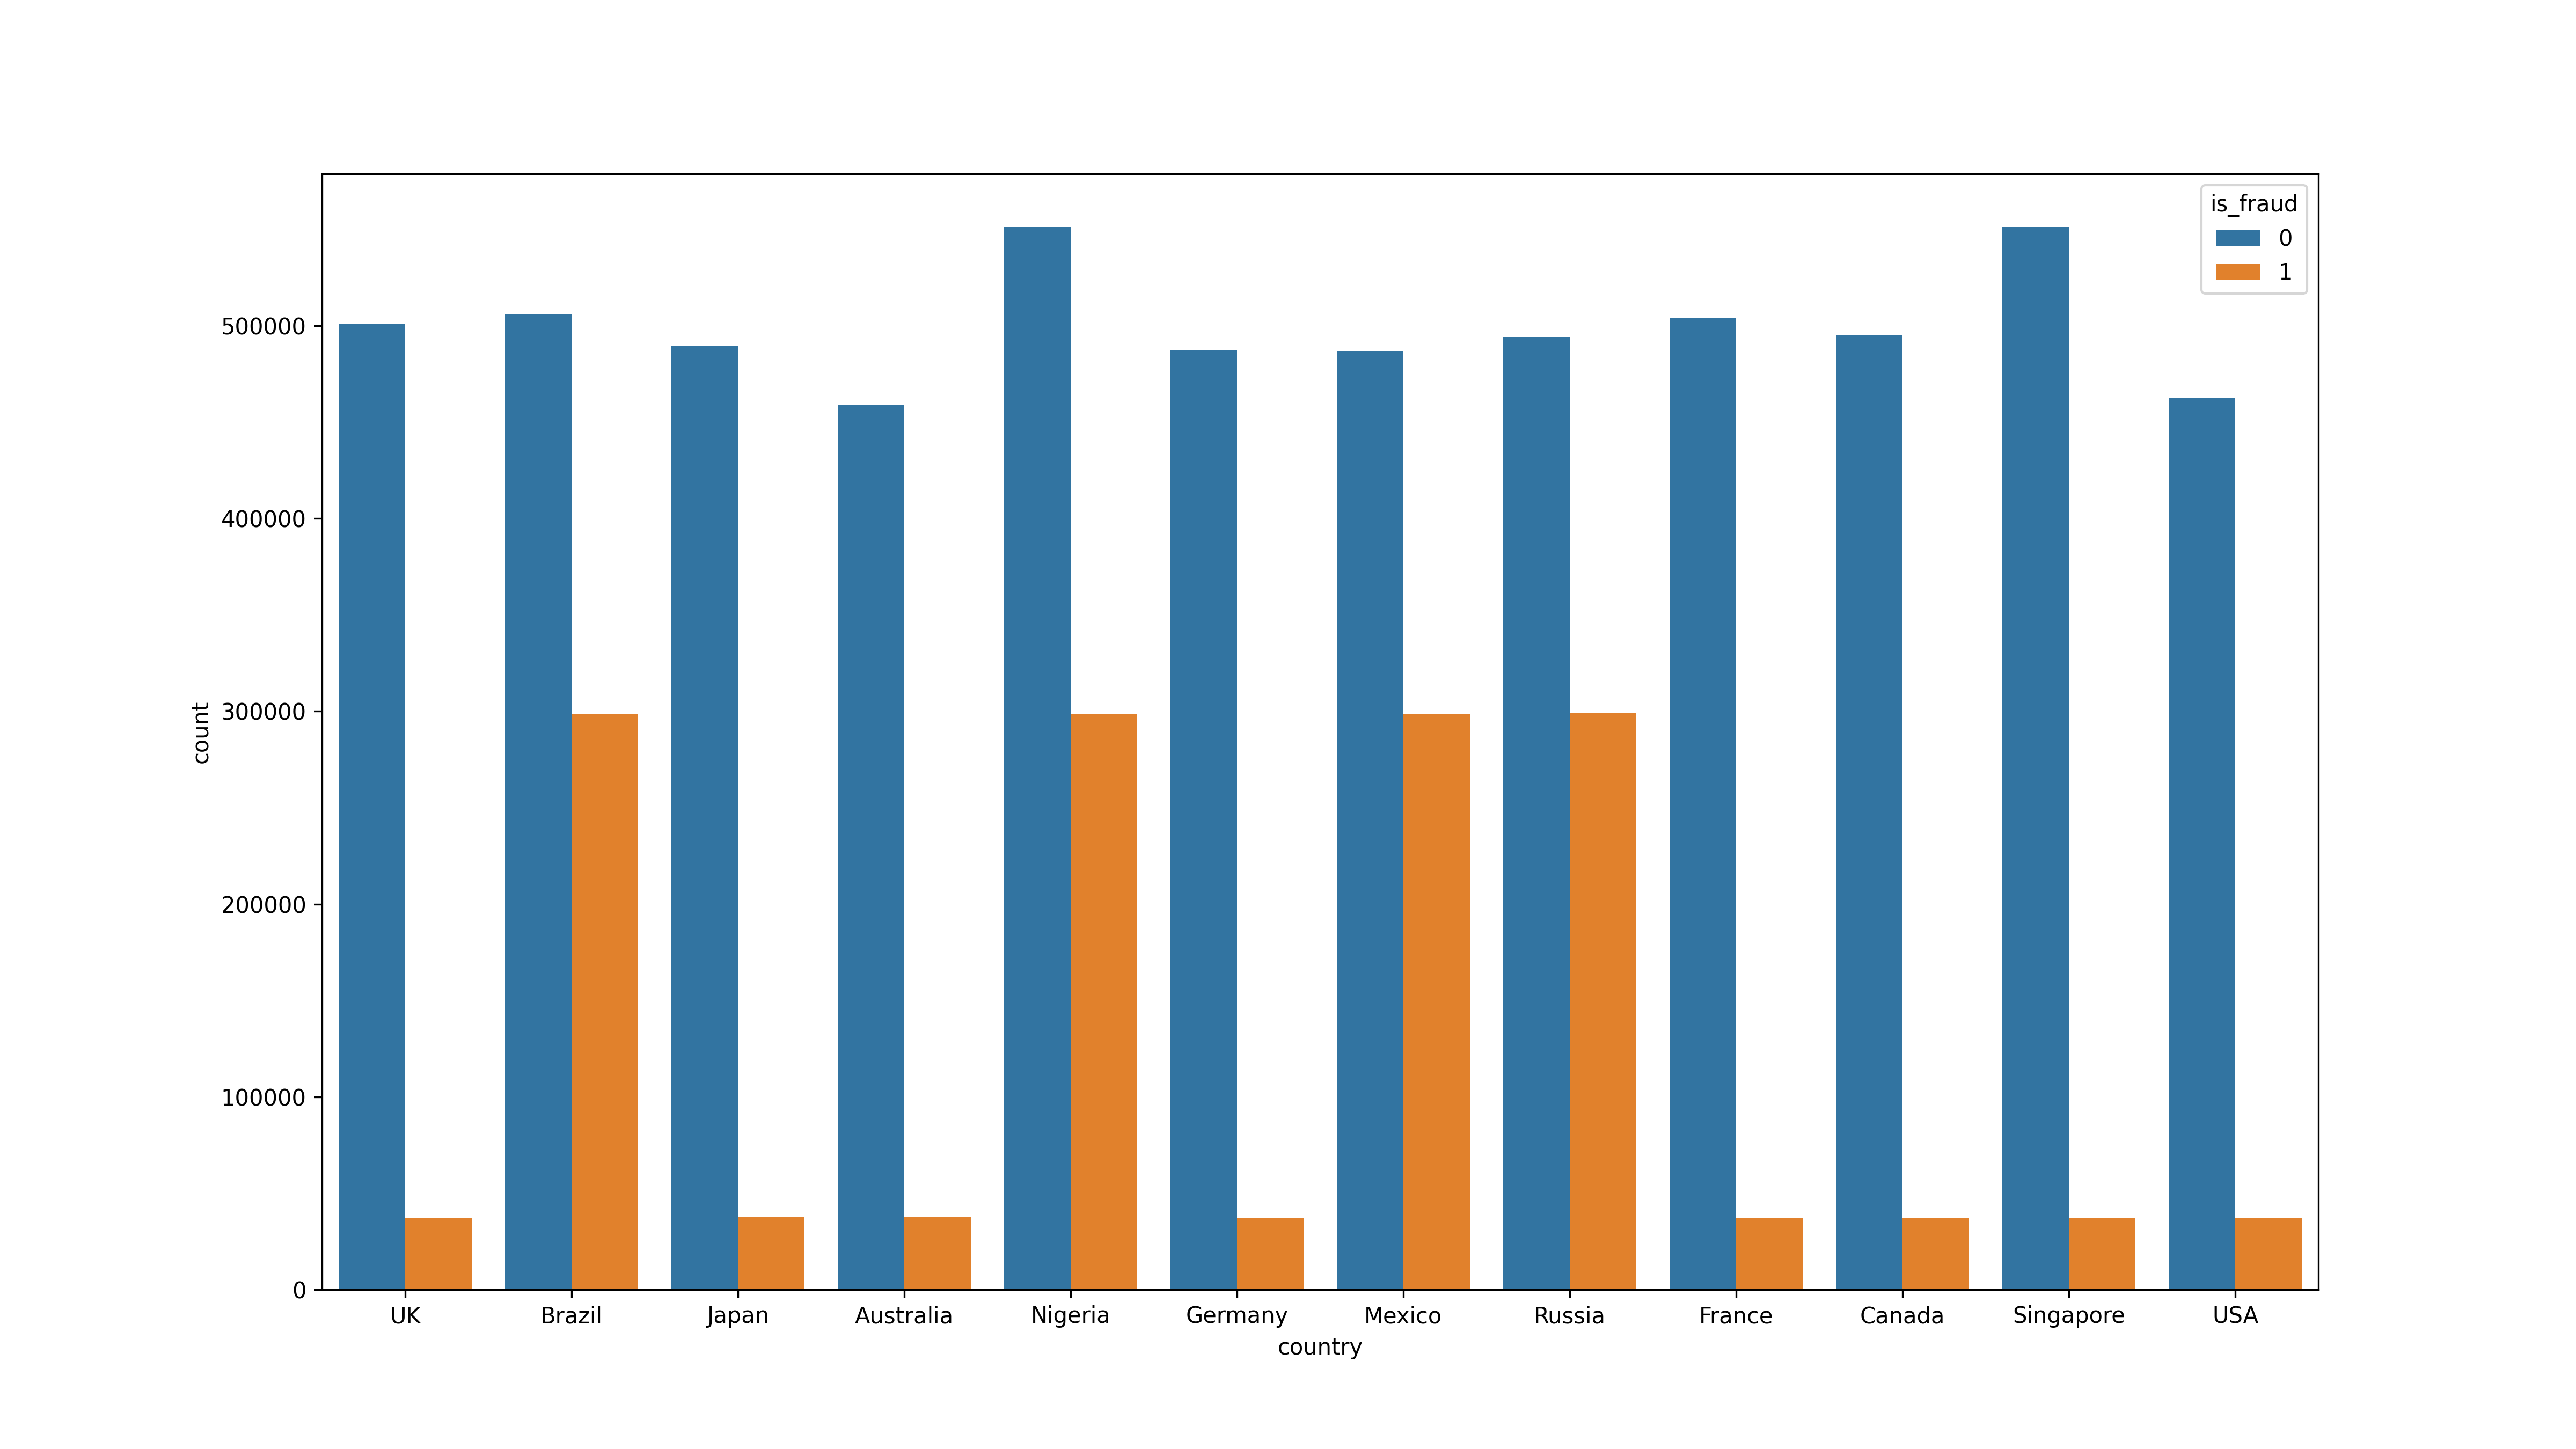 is_fraud
0
1
500000
400000
300000
200000
100000
0
count
UK Brazil Japan Australia Nigeria Germany Mexico Russia France Canada Singapore USA
country